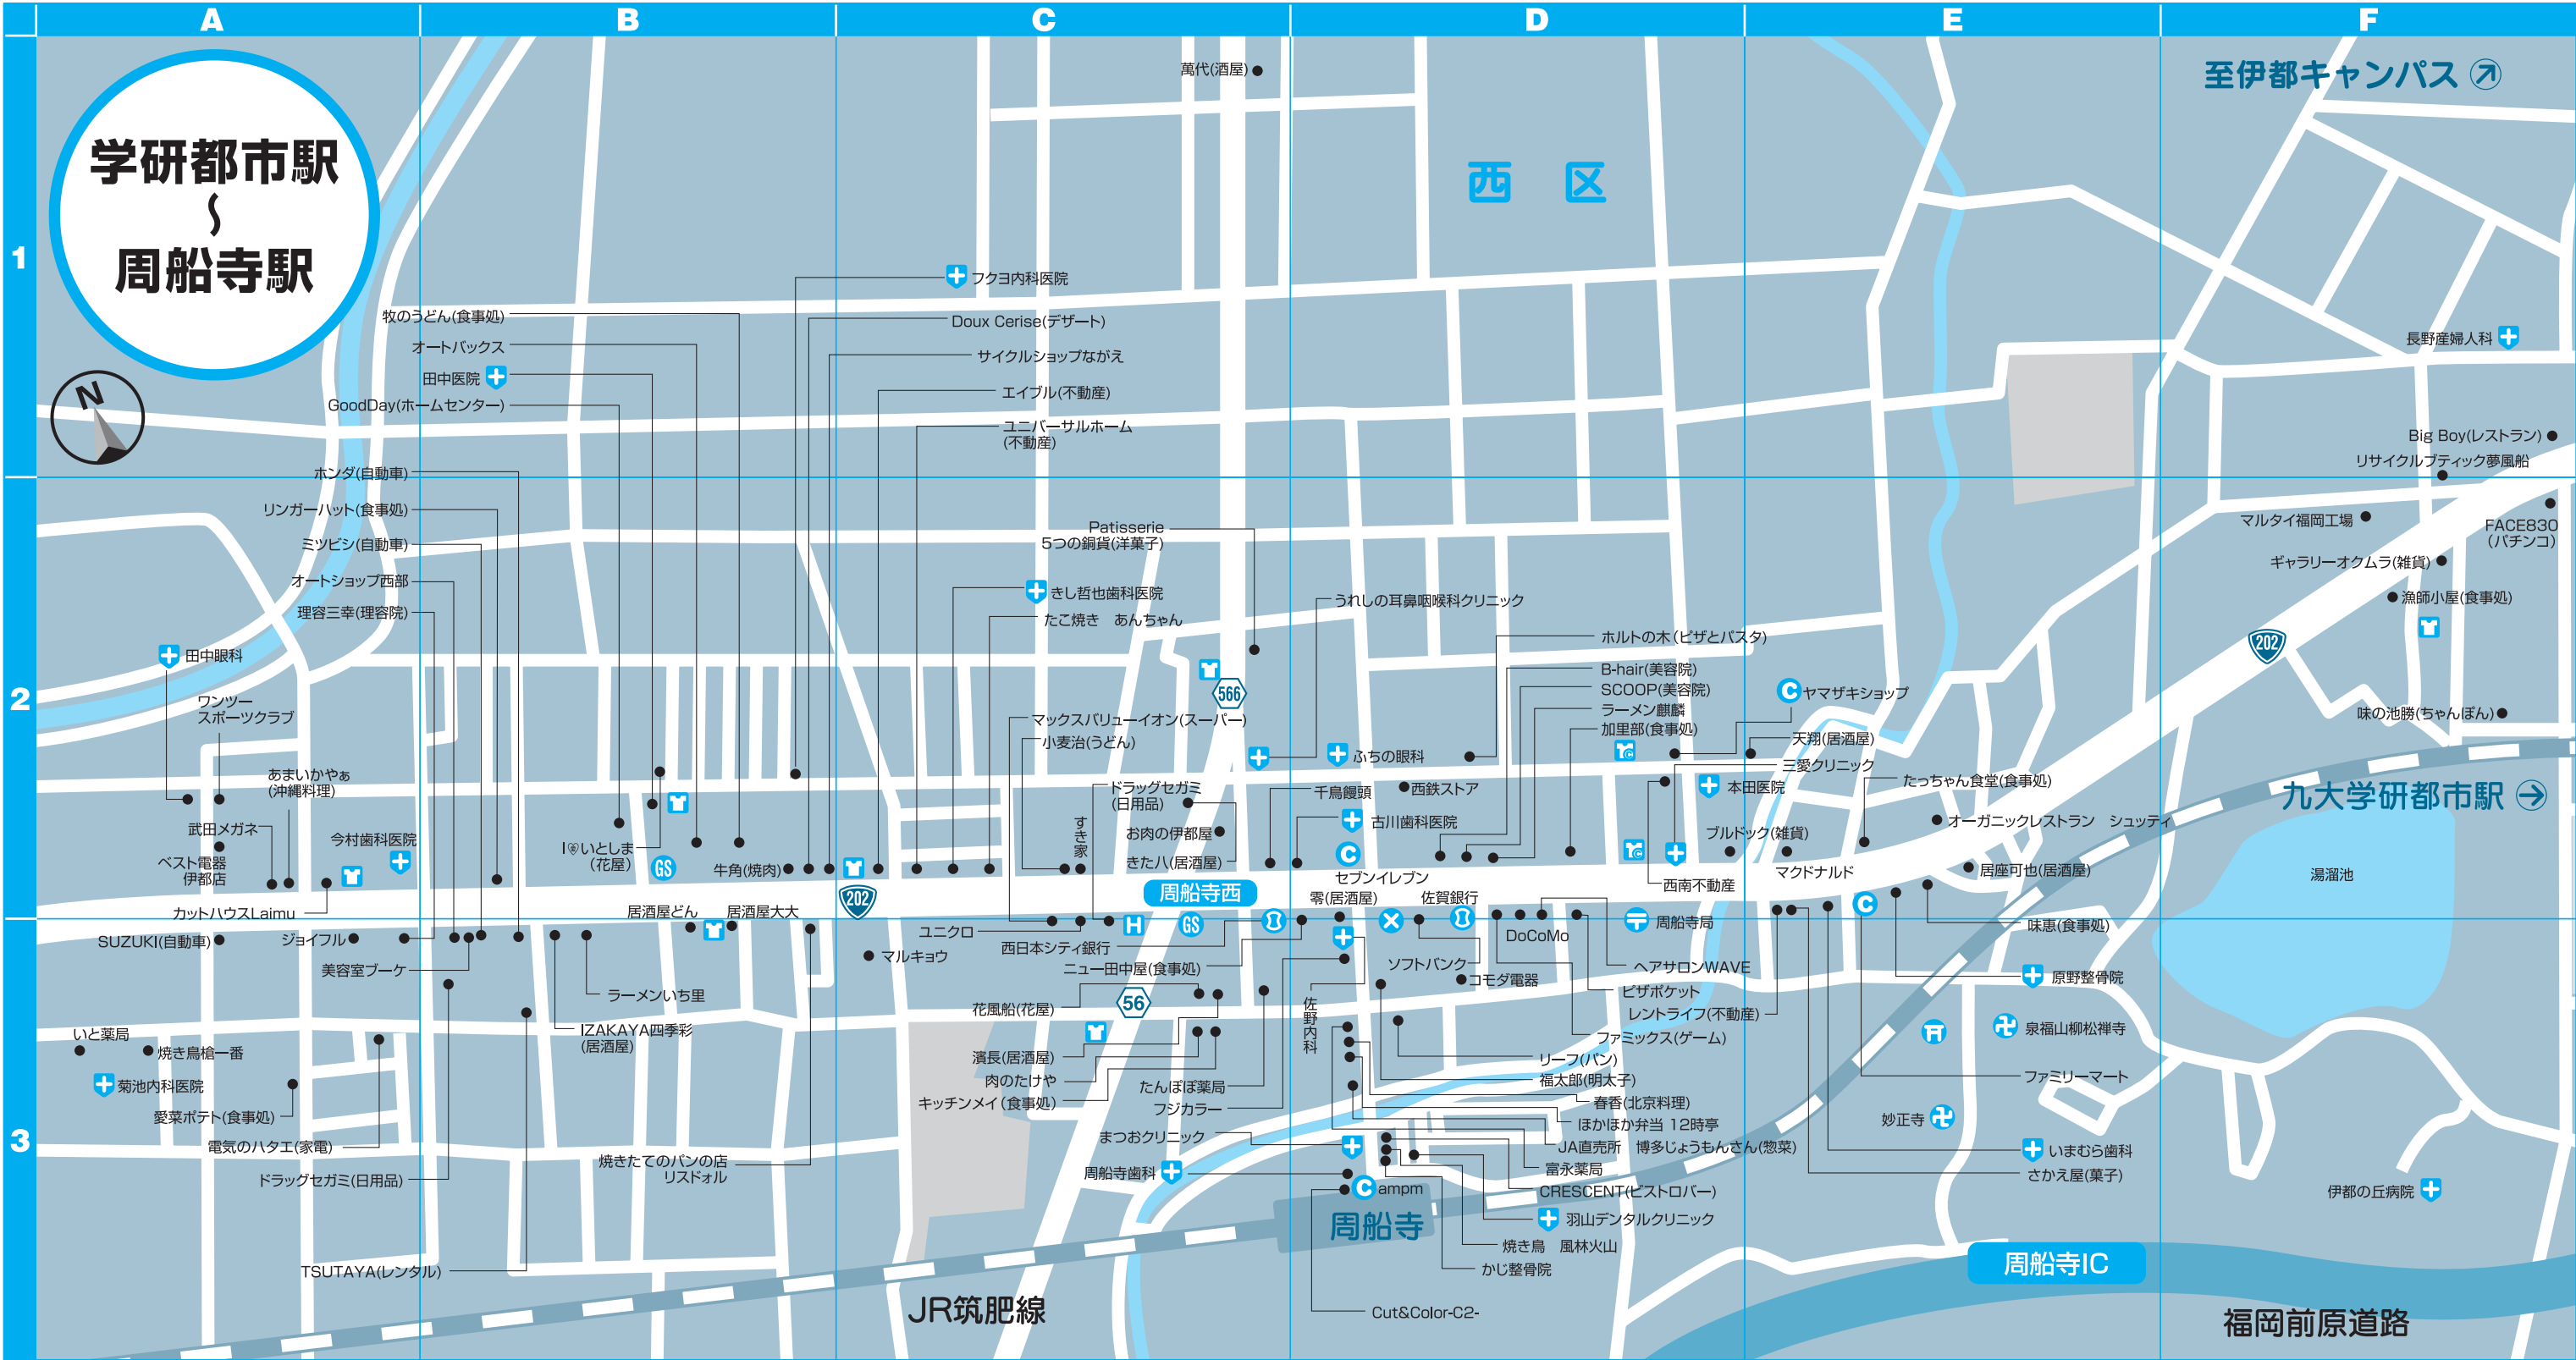 A
B
C
D
E
F
1
2
3
学研都市駅
〜
周船寺駅
N
萬代(酒屋)
至伊都キャンパス
西 区
フクヨ内科医院
牧のうどん(食事処)
Doux Cerise(デザート)
オートバックス
サイクルショップながえ
田中医院
エイブル(不動産)
GoodDay(ホームセンター)
ユニバーサルホーム
(不動産)
長野産婦人科
Big Boy(レストラン)
リサイクルブティック夢風船
ホンダ(自動車)
リンガーハット(食事処)
ミツビシ(自動車)
オートショップ西部
理容三幸(理容院)
Patisserie
5つの銅貨(洋菓子)
きし哲也歯科医院
たこ焼き あんちゃん
うれしの耳鼻咽喉科クリニック
マルタイ福岡工場
FACE830
(パチンコ)
ギャラリーオクムラ(雑貨)
漁師小屋(食事処)
202
田中眼科
ワンツー
スポーツクラブ
566
マックスバリューイオン(スーパー)
小麦冶(うどん)
ホルトの木(ピザとパスタ)
B-hair(美容院)
SCOOP(美容院)
ラーメン麒麟
加里部(食事処)
C
ヤマザキショップ
天翔(居酒屋)
三愛クリニック
味の池勝(ちゃんぽん)
ふちの眼科
C
西鉄ストア
本田医院
たっちゃん食堂(食事処)
九大学研都市駅
あまいかやぁ
(沖縄料理)
武田メガネ
ベスト電器
伊都店
今村歯科医院
カットハウスLaimu
I いとしま
(花屋)
GS
牛角(焼肉)
202
すき家
ドラッグセガミ
(日用品)
お肉の伊都屋
きた八(居酒屋)
千鳥饅頭
古川歯科医院
C
セブンイレブン
C
西南不動産
ブルドック(雑貨)
マクドナルド
オーガニックレストラン シュッティ
居座可也(居酒屋)
湯溜池
周船寺西
SUZUKI(自動車)
ジョイフル
美容室ブーケ
居酒屋どん
居酒屋大大
マルキョウ
ユニクロ
H
GS
西日本シティ銀行
ニュー田中屋(食事処)
零(居酒屋)
佐賀銀行
DoCoMo
周船寺局
C
味恵(食事処)
ソフトバンク
コモダ電器
ヘアサロンWAVE
ピザポケット
レントライフ(不動産)
ファミックス(ゲーム)
原野整骨院
泉福山柳松禅寺
ラーメンいち里
IZAKAYA四季彩
(居酒屋)
花風船(花屋)
56
濱長(居酒屋)
肉のたけや
キッチンメイ(食事処)
たんぽぽ薬局
フジカラー
佐野内科
リーフ(パン)
福太郎(明太子)
春香(北京料理)
ほかほか弁当 12時亭
JA直売所 博多じょうもんさん(惣菜)
富永薬局
CRESCENT(ビストロバー)
羽山デンタルクリニック
焼き鳥 風林火山
かじ整骨院
Cut&Color-C2-
いと薬局
焼き鳥槍一番
菊池内科医院
愛菜ポテト(食事処)
電気のハタエ(家電)
ドラッグセガミ(日用品)
TSUTAYA(レンタル)
焼きたてのパンの店
リスドォル
まつおクリニック
周船寺歯科
C
ampm
周船寺
ファミリーマート
妙正寺
いまむら歯科
さかえ屋(菓子)
伊都の丘病院
周船寺IC
JR筑肥線
福岡前原道路